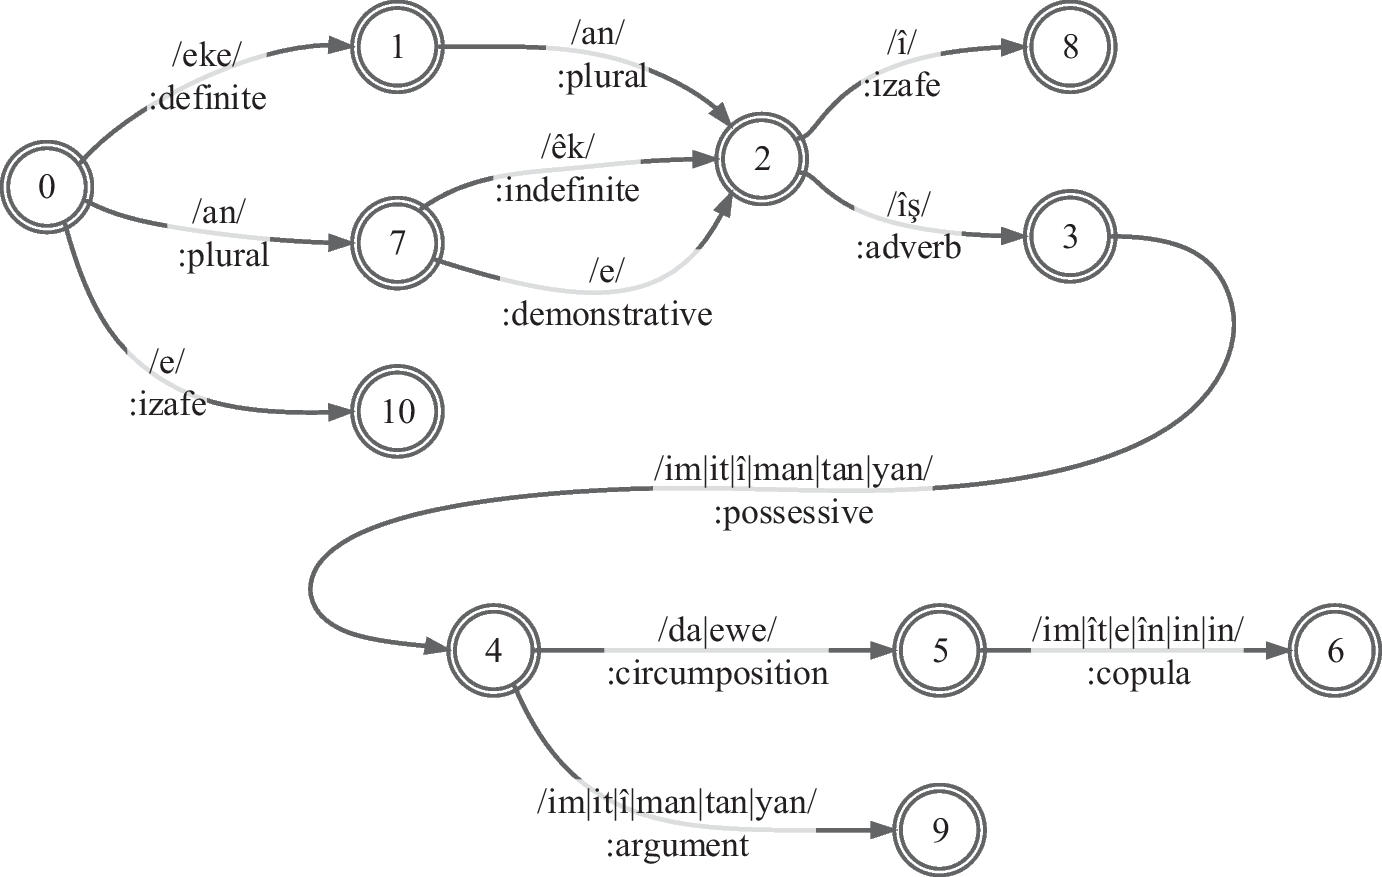 /eke/
:definite
1
/an/
:plural
/î/
:izafe
8
0
/an/
:plural
7
/êk/
:indefinite
/e/
:demonstrative
2
/îş/
:adverb
3
/e/
:izafe
10
/im|it|î|man|tan|yan/
:possessive
4
/da|ewe/
:circumposition
5
/im|ît|e|în|in|in/
:copula
6
/im|it|î|man|tan|yan/
:argument
9